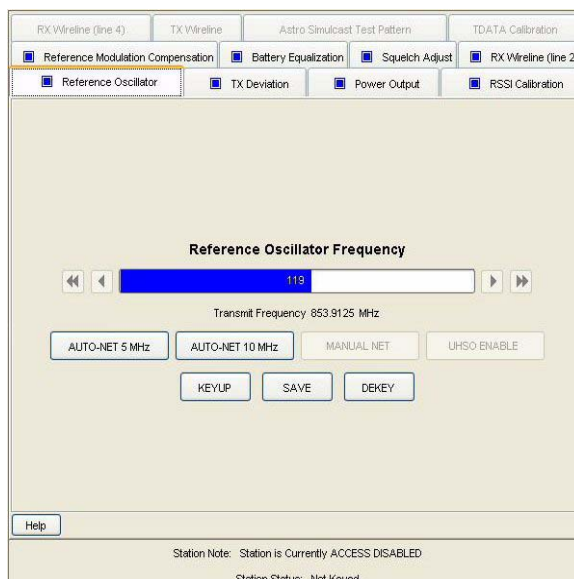 RX Wireline (line 4) TX Wireline Astro Simulcast Test Pattern TDATA Calibration
Reference Modulation Compensation Battery Equalization Squelch Adjust RX Wireline (line 2
Reference Oscillator TX Deviation Power Output RSSI Calibration
Reference Oscillator Frequency
119
Transmit Frequency 853.9125 MHz
AUTO-NET 5 MHz AUTO-NET 10 MHz MANUAL NET UHSO ENABLE
KEYUP SAVE DEKEY
Help
Station Note: Station is Currently ACCESS DISABLED
Station Status: Not Keyed